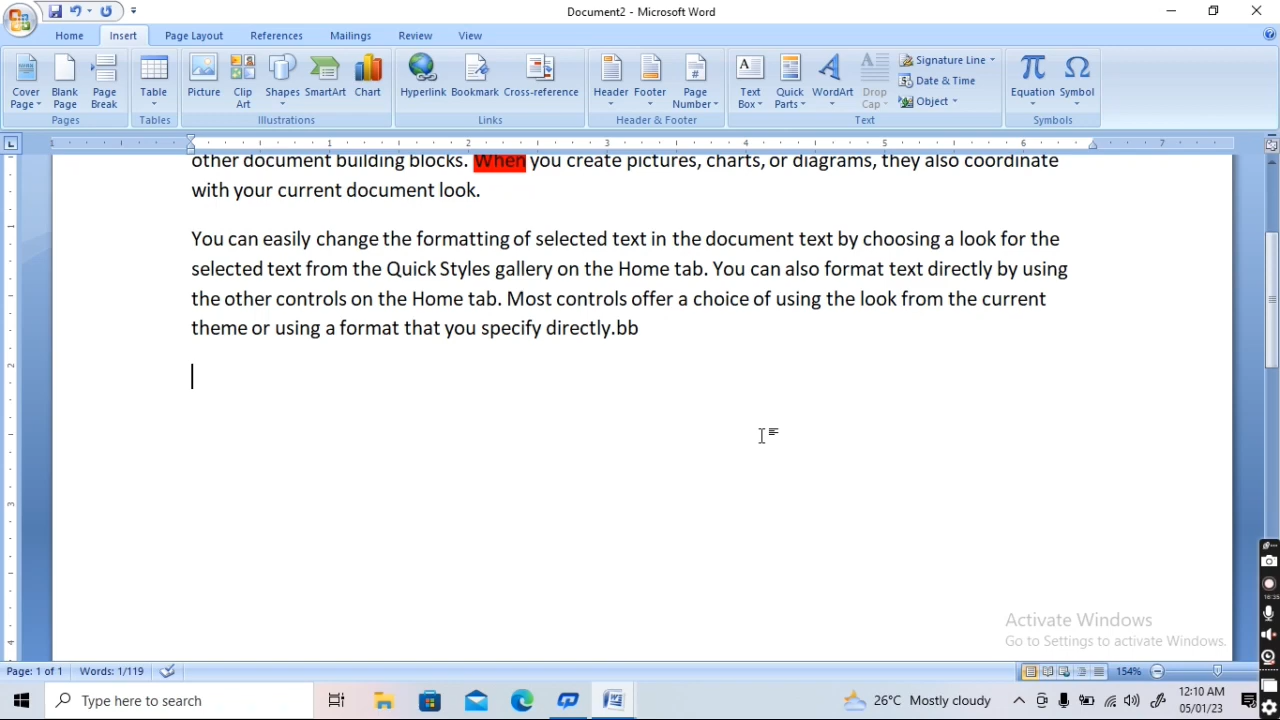 Document2 - Microsoft Word
Home Insert Page Layout References Mailings Review View
Cover Page Blank Page Page Break Table Picture Clip Art Shapes SmartArt Chart Hyperlink Bookmark Cross-reference Header Footer Page Number Text Box Quick Parts WordArt Drop Cap Signature Line Date & Time Object Equation Symbol
Pages Tables Illustrations Links Header & Footer Text Symbols
1 1 2 3 4 5 6 7
other document building blocks. When you create pictures, charts, or diagrams, they also coordinate
with your current document look.
You can easily change the formatting of selected text in the document text by choosing a look for the
selected text from the Quick Styles gallery on the Home tab. You can also format text directly by using
the other controls on the Home tab. Most controls offer a choice of using the look from the current
theme or using a format that you specify directly.bb
Activate Windows
Go to Settings to activate Windows.
Page: 1 of 1 Words: 1/119 154%
Type here to search 26°C Mostly cloudy 12:10 AM
05/01/23